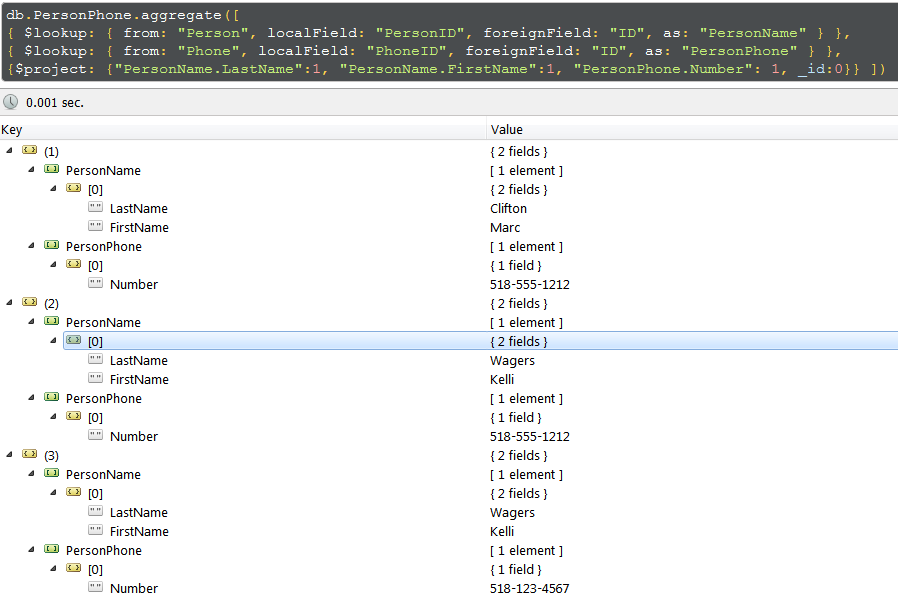 db.PersonPhone.aggregate([
{ $lookup: { from: "Person", localField: "PersonID", foreignField: "ID", as: "PersonName" } },
{ $lookup: { from: "Phone", localField: "PhoneID", foreignField: "ID", as: "PersonPhone" } },
{$project: {"PersonName.LastName":1, "PersonName.FirstName":1, "PersonPhone.Number": 1, _id:0}} ])
0.001 sec.
Key Value
(1) { 2 fields }
PersonName [ 1 element ]
[0] { 2 fields }
LastName Clifton
FirstName Marc
PersonPhone [ 1 element ]
[0] { 1 field }
Number 518-555-1212
(2) { 2 fields }
PersonName [ 1 element ]
[0] { 2 fields }
LastName Wagers
FirstName Kelli
PersonPhone [ 1 element ]
[0] { 1 field }
Number 518-555-1212
(3) { 2 fields }
PersonName [ 1 element ]
[0] { 2 fields }
LastName Wagers
FirstName Kelli
PersonPhone [ 1 element ]
[0] { 1 field }
Number 518-123-4567